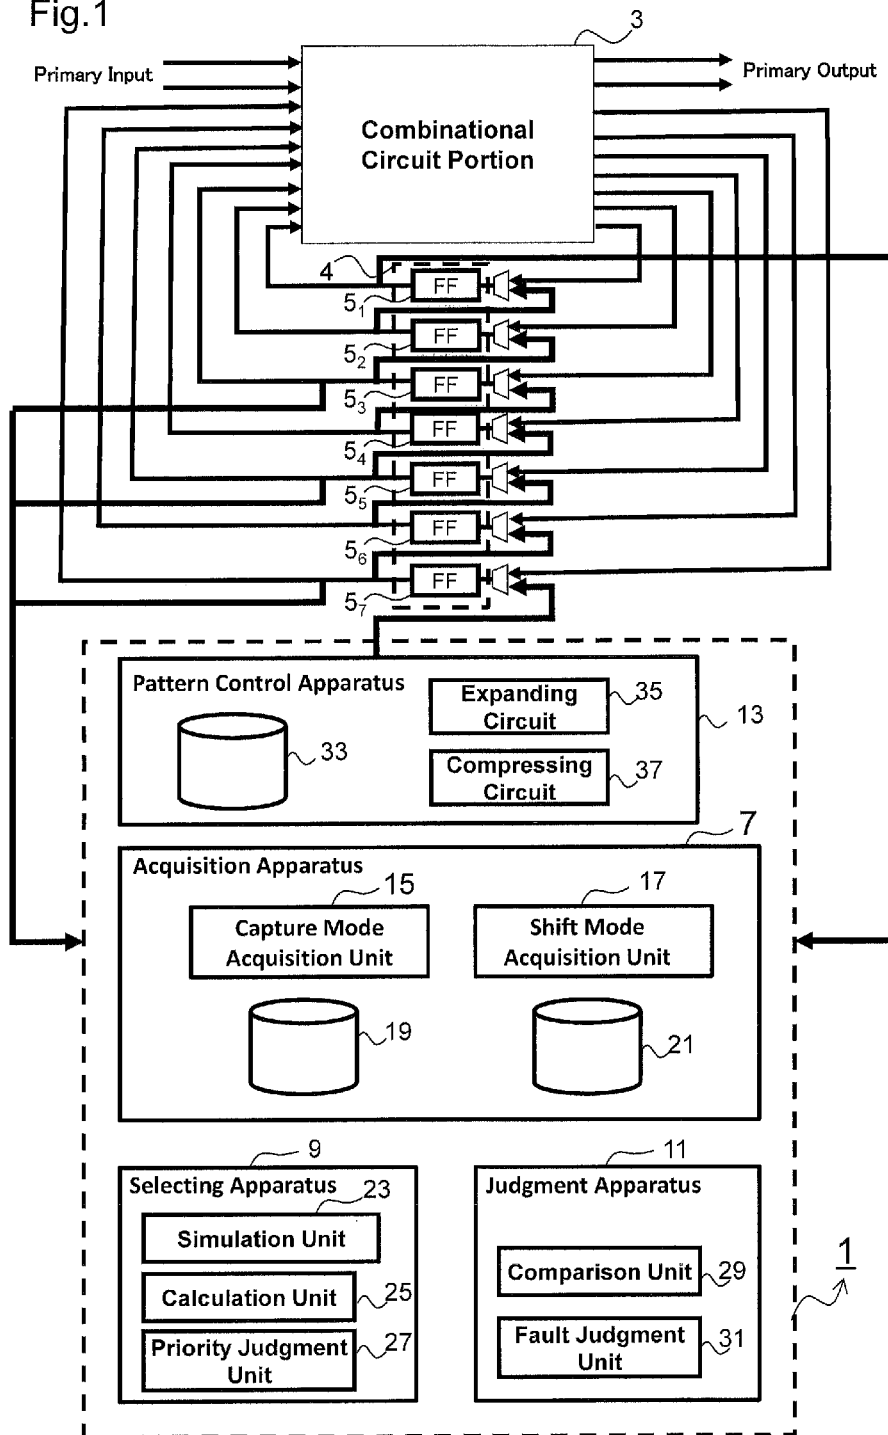 Fig.1
3
Primary Input
Primary Output
Combinational
Circuit Portion
4
FF
5₁
FF
5₂
FF
5₃
FF
5₄
FF
5₅
FF
5₆
FF
5₇
Pattern Control Apparatus
Expanding
Circuit
35
13
33
Compressing
Circuit
37
7
Acquisition Apparatus
15
17
Capture Mode
Acquisition Unit
Shift Mode
Acquisition Unit
19
21
9
11
Selecting Apparatus
Judgment Apparatus
23
Simulation Unit
1
Comparison Unit
29
Calculation Unit
25
Fault Judgment
Unit
31
Priority Judgment
Unit
27